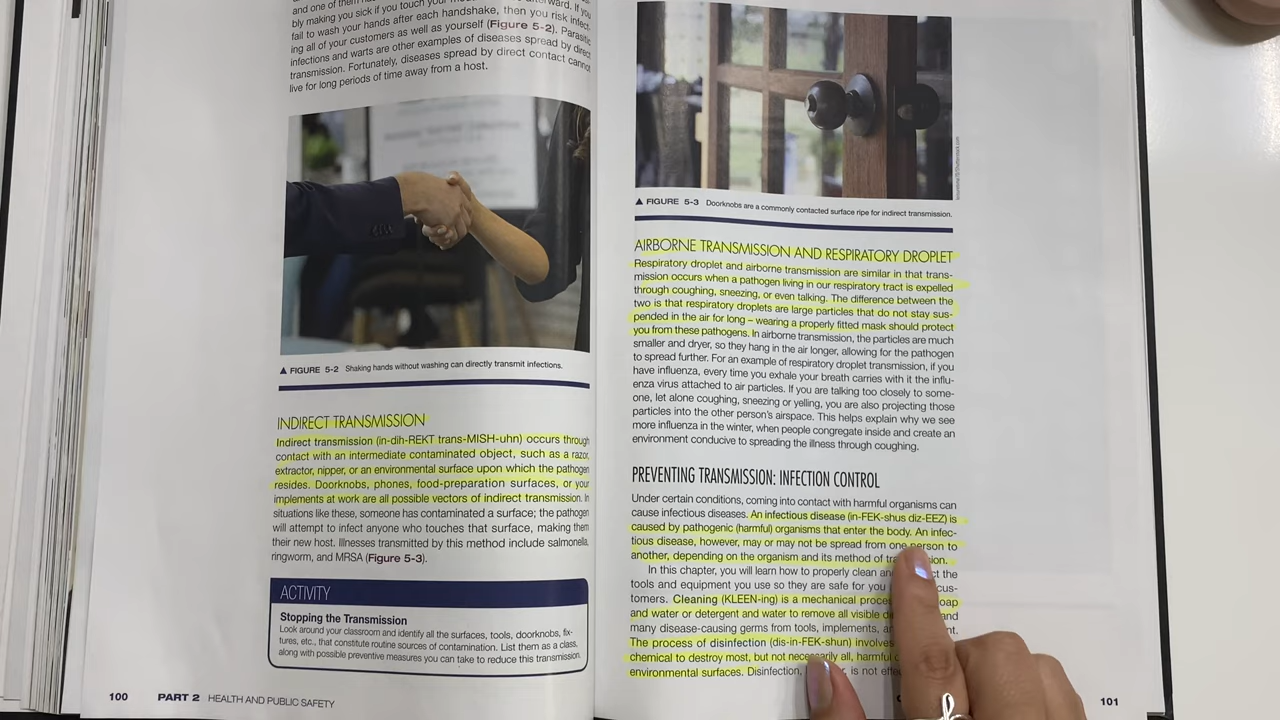 and one of them
bly making you sick if you touch your
fail to wash your hands after each handshake, then you risk infect-
ing all of your customers as well as yourself (Figure 5-2). Parasitic
infections and warts are other examples of diseases spread by direct
transmission. Fortunately, diseases spread by direct contact cannot
live for long periods of time away from a host.
▲ FIGURE 5-2 Shaking hands without washing can directly transmit infections.
INDIRECT TRANSMISSION
Indirect transmission (in-dih-REKT trans-MISH-uhn) occurs through
contact with an intermediate contaminated object, such as a razor,
extractor, nipper, or an environmental surface upon which the pathogen
resides. Doorknobs, phones, food-preparation surfaces, or your
implements at work are all possible vectors of indirect transmission. In
situations like these, someone has contaminated a surface; the pathogen
will attempt to infect anyone who touches that surface, making them
their new host. Illnesses transmitted by this method include salmonella,
ringworm, and MRSA (Figure 5-3).
ACTIVITY
Stopping the Transmission
Look around your classroom and identify all the surfaces, tools, doorknobs, fix-
tures, etc., that constitute routine sources of contamination. List them as a class,
along with possible preventive measures you can take to reduce this transmission.
100 PART 2 HEALTH AND PUBLIC SAFETY
▲ FIGURE 5-3 Doorknobs are a commonly contacted surface ripe for indirect transmission.
AIRBORNE TRANSMISSION AND RESPIRATORY DROPLET
Respiratory droplet and airborne transmission are similar in that trans-
mission occurs when a pathogen living in our respiratory tract is expelled
through coughing, sneezing, or even talking. The difference between the
two is that respiratory droplets are large particles that do not stay sus-
pended in the air for long – wearing a properly fitted mask should protect
you from these pathogens. In airborne transmission, the particles are much
smaller and dryer, so they hang in the air longer, allowing for the pathogen
to spread further. For an example of respiratory droplet transmission, if you
have influenza, every time you exhale your breath carries with it the influ-
enza virus attached to air particles. If you are talking too closely to some-
one, let alone coughing, sneezing or yelling, you are also projecting those
particles into the other person's airspace. This helps explain why we see
more influenza in the winter, when people congregate inside and create an
environment conducive to spreading the illness through coughing.
PREVENTING TRANSMISSION: INFECTION CONTROL
Under certain conditions, coming into contact with harmful organisms can
cause infectious diseases. An infectious disease (in-FEK-shus diz-EEZ) is
caused by pathogenic (harmful) organisms that enter the body. An infec-
tious disease, however, may or may not be spread from one person to
another, depending on the organism and its method of
In this chapter, you will learn how to properly clean the
tools and equipment you use so they are safe for you cus-
tomers. Cleaning (KLEEN-ing) is a mechanical soap
and water or detergent and water to remove all visible and
many disease-causing germs from tools, implements,
The process of disinfection (dis-in-FEK-shun) involves
chemical to destroy most, but not necessarily all, harmful
environmental surfaces. Disinfection, is not
101